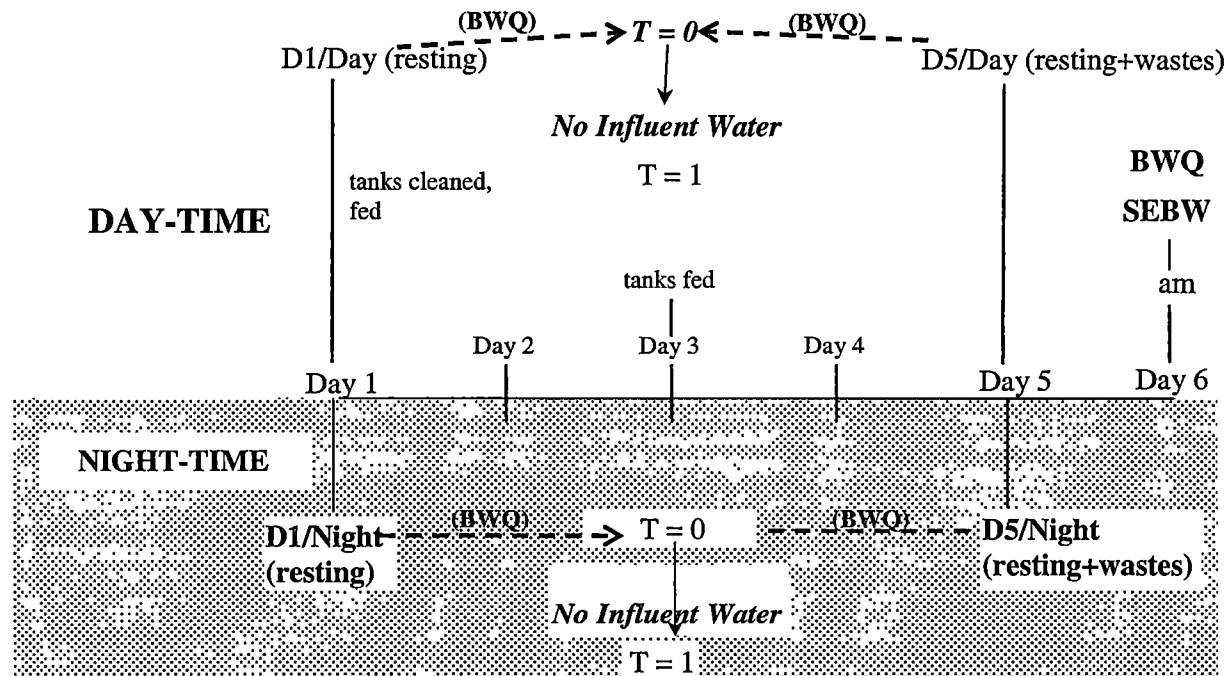 (BWQ) T = 0 (BWQ)
D1/Day (resting)
D5/Day (resting+wastes)
No Influent Water
T = 1
BWQ
SEBW
tanks cleaned,
fed
DAY-TIME
tanks fed
am
Day 2
Day 3
Day 4
Day 1
Day 5
Day 6
NIGHT-TIME
(BWQ)
T = 0
(BWQ)
D1/Night
(resting)
D5/Night
(resting+wastes)
No Influent Water
T = 1